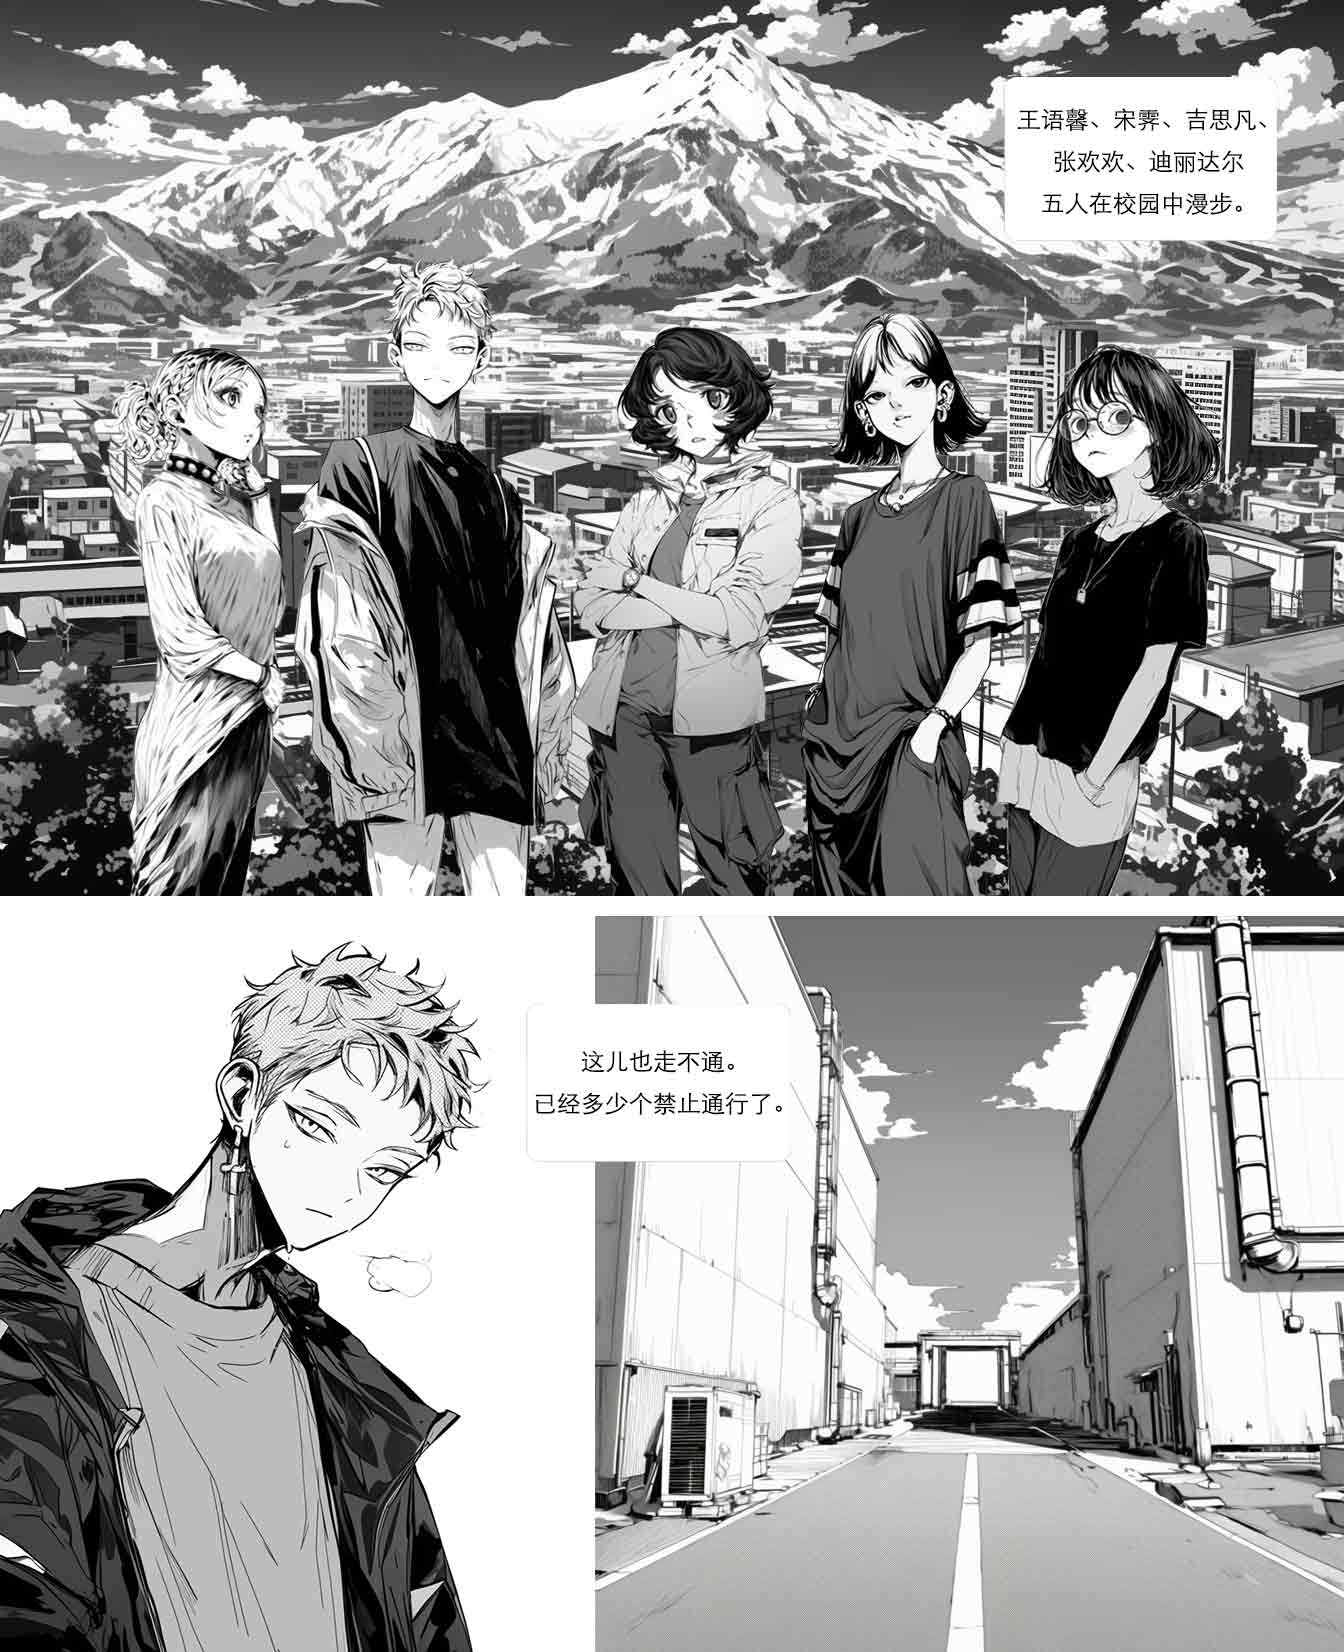 王语馨、宋霁、吉思凡、
张欢欢、迪丽达尔
五人在校园中漫步。
这儿也走不通。
已经多少个禁止通行了。